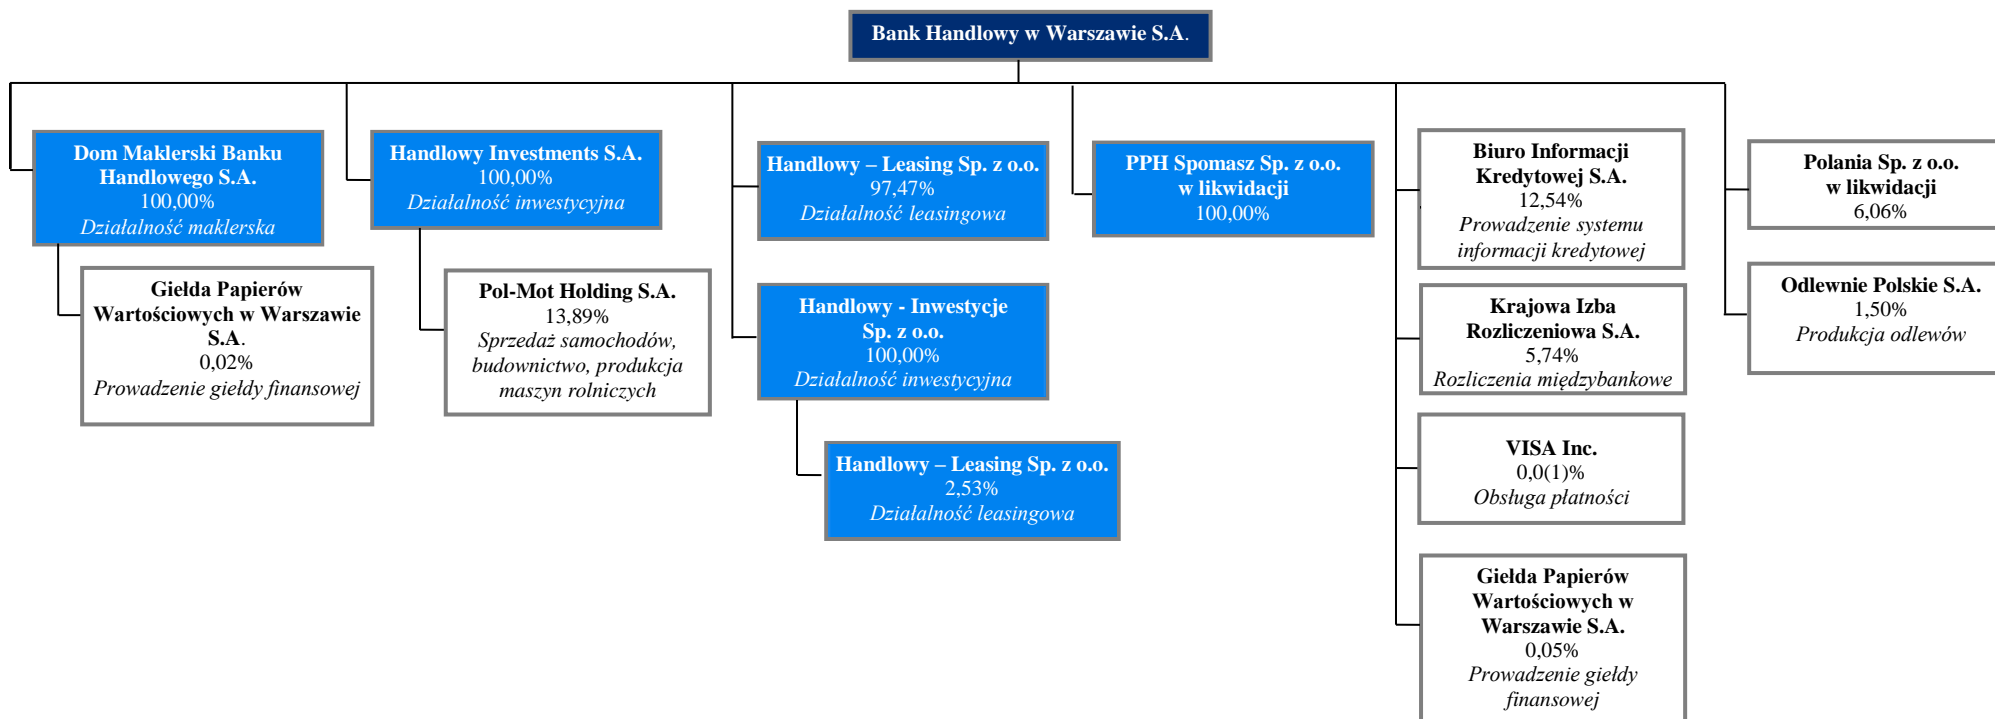 Bank Handlowy w Warszawie S.A.
Dom Maklerski Banku
Handlowego S.A.
100,00%
Działalność maklerska
Giełda Papierów
Wartościowych w Warszawie
S.A.
0,02%
Prowadzenie giełdy finansowej
Handlowy Investments S.A.
100,00%
Działalność inwestycyjna
Pol-Mot Holding S.A.
13,89%
Sprzedaż samochodów,
budownictwo, produkcja
maszyn rolniczych
Handlowy – Leasing Sp. z o.o.
97,47%
Działalność leasingowa
Handlowy - Inwestycje
Sp. z o.o.
100,00%
Działalność inwestycyjna
Handlowy – Leasing Sp. z o.o.
2,53%
Działalność leasingowa
PPH Spomasz Sp. z o.o.
w likwidacji
100,00%
Biuro Informacji
Kredytowej S.A.
12,54%
Prowadzenie systemu
informacji kredytowej
Krajowa Izba
Rozliczeniowa S.A.
5,74%
Rozliczenia międzybankowe
VISA Inc.
0,0(1)%
Obsługa płatności
Giełda Papierów
Wartościowych w
Warszawie S.A.
0,05%
Prowadzenie giełdy
finansowej
Polania Sp. z o.o.
w likwidacji
6,06%
Odlewnie Polskie S.A.
1,50%
Produkcja odlewów